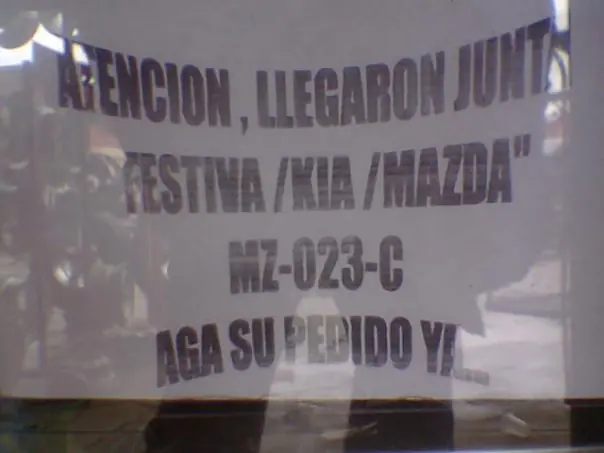 ATENCION, LLEGARON JUNTA
FESTIVA /KIA /MAZDA"
MZ-023-C
AGA SU PEDIDO YA...